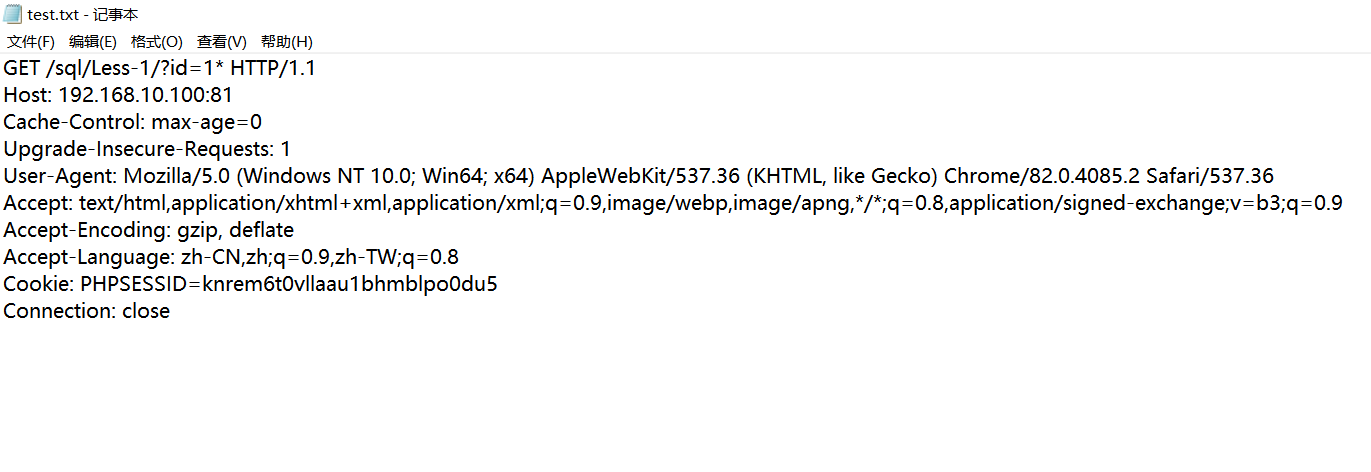 test.txt - 记事本
文件(F) 编辑(E) 格式(O) 查看(V) 帮助(H)
GET /sql/Less-1/?id=1* HTTP/1.1
Host: 192.168.10.100:81
Cache-Control: max-age=0
Upgrade-Insecure-Requests: 1
User-Agent: Mozilla/5.0 (Windows NT 10.0; Win64; x64) AppleWebKit/537.36 (KHTML, like Gecko) Chrome/82.0.4085.2 Safari/537.36
Accept: text/html,application/xhtml+xml,application/xml;q=0.9,image/webp,image/apng,*/*;q=0.8,application/signed-exchange;v=b3;q=0.9
Accept-Encoding: gzip, deflate
Accept-Language: zh-CN,zh;q=0.9,zh-TW;q=0.8
Cookie: PHPSESSID=knrem6t0vllaau1bhmblpo0du5
Connection: close